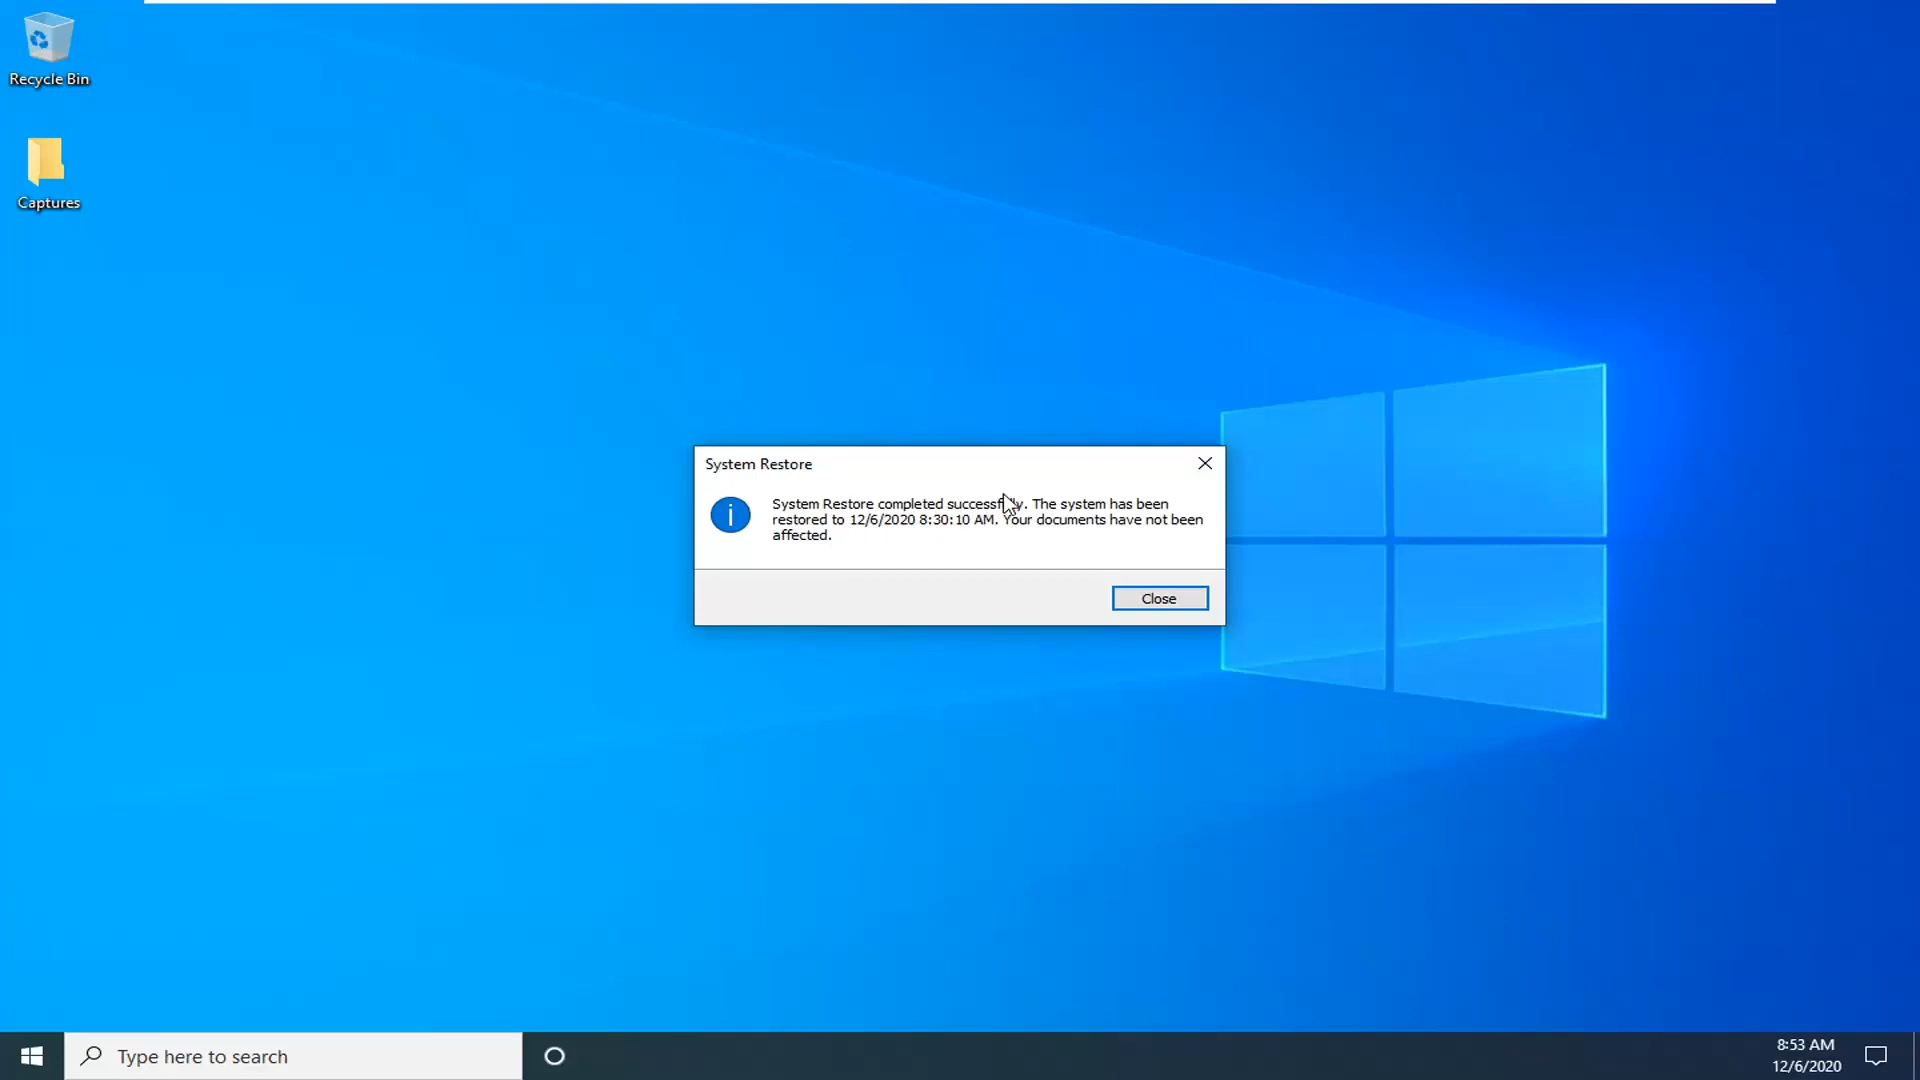 Recycle Bin
Captures
System Restore
System Restore completed successfully. The system has been
restored to 12/6/2020 8:30:10 AM. Your documents have not been
affected.
Close
Type here to search
8:53 AM
12/6/2020